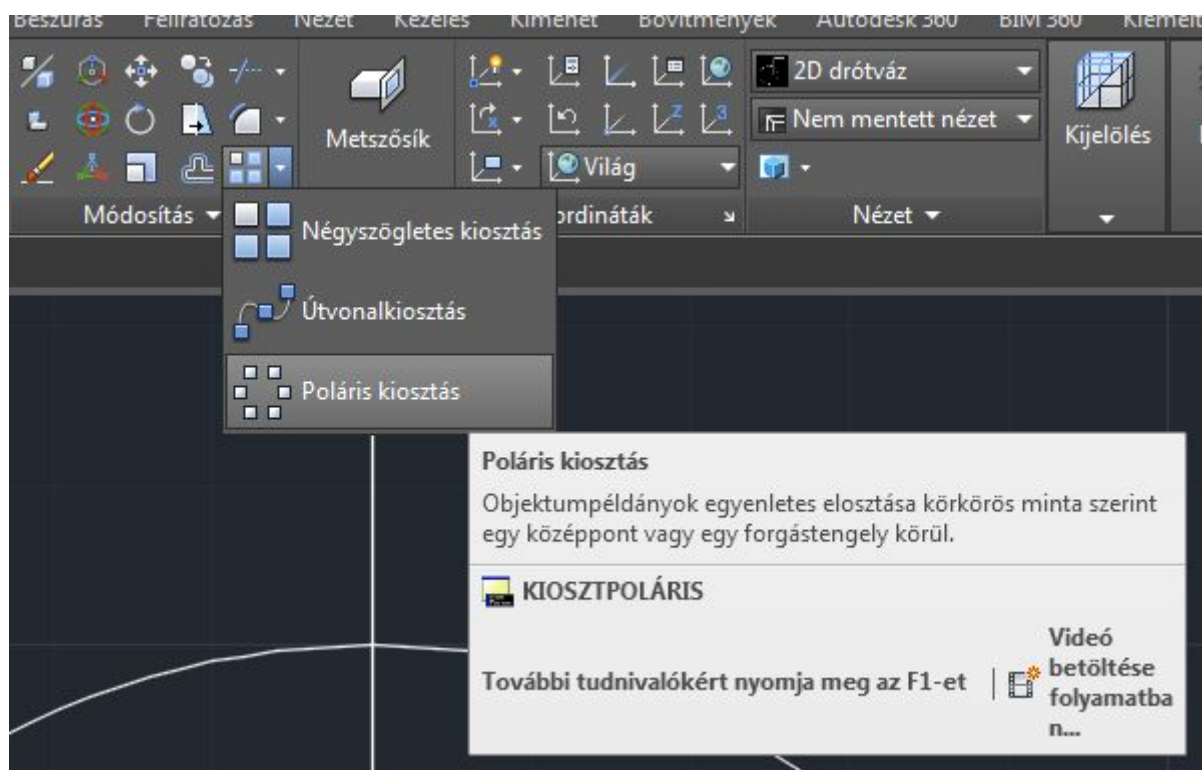 Beszúrás Feliratozás Nézet Kezelés Kimenet Bővítmények Autodesk 360 BIM 360
2D drótváz
Metszősík
Nem mentett nézet
Kijelölés
Világ
Módosítás
Nézet
Négyszögletes kiosztás
Útvonalkiosztás
Poláris kiosztás
Poláris kiosztás
Objektumpéldányok egyenletes elosztása körkörös minta szerint
egy középpont vagy egy forgástengely körül.
KIOSZTPOLÁRIS
További tudnivalókért nyomja meg az F1-et
Videó
betöltése
folyamatba
n...